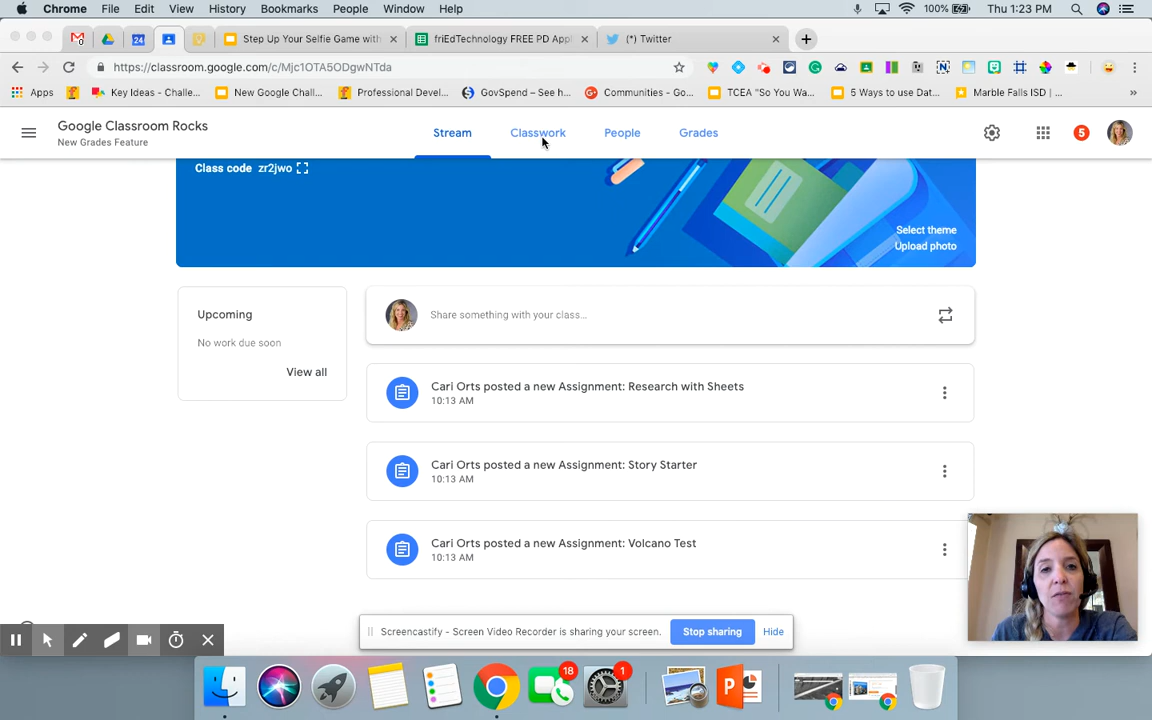 Chrome File Edit View History Bookmarks People Window Help 100% Thu 1:23 PM
24 Step Up Your Selfie Game with friEdTechnology FREE PD Appl (*) Twitter
https://classroom.google.com/c/Mjc1OTA5ODgwNTda
Apps Key Ideas - Challe... New Google Chall... Professional Devel... GovSpend – See h... Communities - Go... TCEA "So You Wa... 5 Ways to use Dat... Marble Falls ISD | ... »
Google Classroom Rocks
New Grades Feature
Stream Classwork People Grades 5
Class code zr2jwo
Select theme
Upload photo
Upcoming
No work due soon
View all
Share something with your class...
Cari Orts posted a new Assignment: Research with Sheets
10:13 AM
Cari Orts posted a new Assignment: Story Starter
10:13 AM
Cari Orts posted a new Assignment: Volcano Test
10:13 AM
Screencastify - Screen Video Recorder is sharing your screen. Stop sharing Hide
18 1